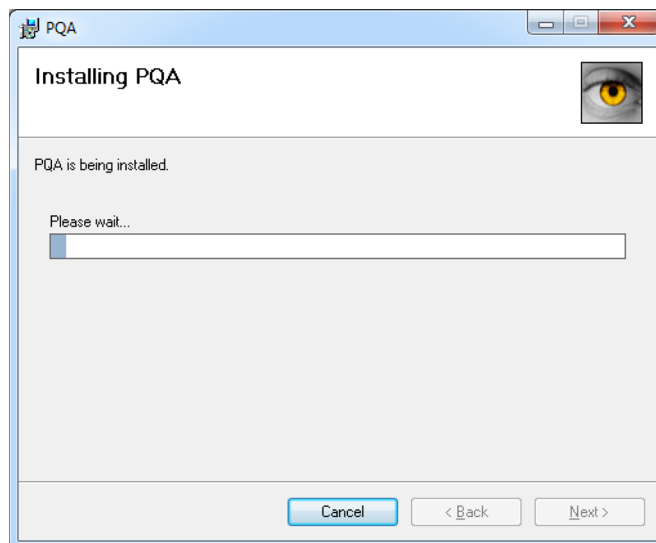 PQA
Installing PQA
PQA is being installed.
Please wait...
Cancel
< Back
Next >